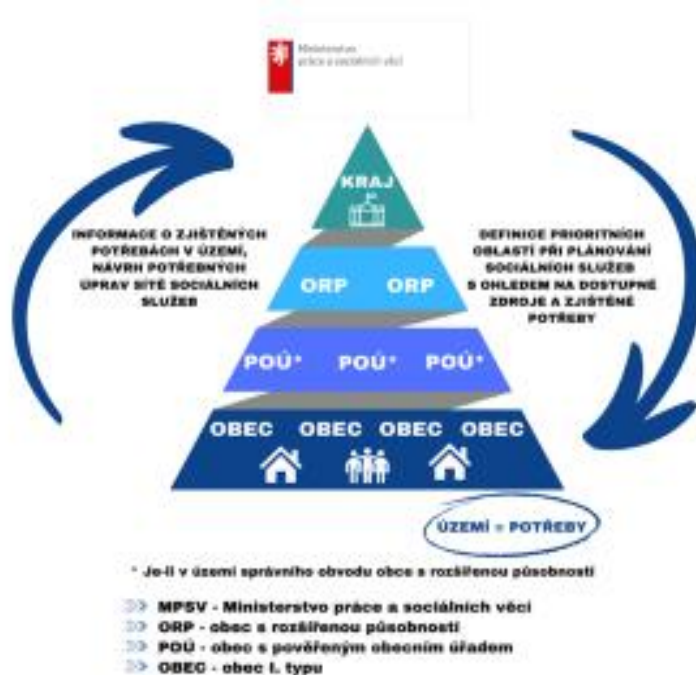 Ministerstvo
práce a sociálních věcí
KRAJ
INFORMACE O ZJIŠTĚNÝCH
POTŘEBÁCH V ÚZEMÍ,
NÁVRH POTŘEBNÝCH
ÚPRAV SÍTĚ SOCIÁLNÍCH
SLUŽEB
DEFINICE PRIORITNÍCH
OBLASTÍ PŘI PLÁNOVÁNÍ
SOCIÁLNÍCH SLUŽEB
S OHLEDEM NA DOSTUPNÉ
ZDROJE A ZJIŠTĚNÉ
POTŘEBY
ORP ORP
POÚ* POÚ* POÚ*
OBEC OBEC OBEC OBEC
ÚZEMÍ = POTŘEBY
* Je-li v území správního obvodu obce s rozšířenou působností
MPSV - Ministerstvo práce a sociálních věcí
ORP - obec s rozšířenou působností
POÚ - obec s pověřeným obecním úřadem
OBEC - obec I. typu